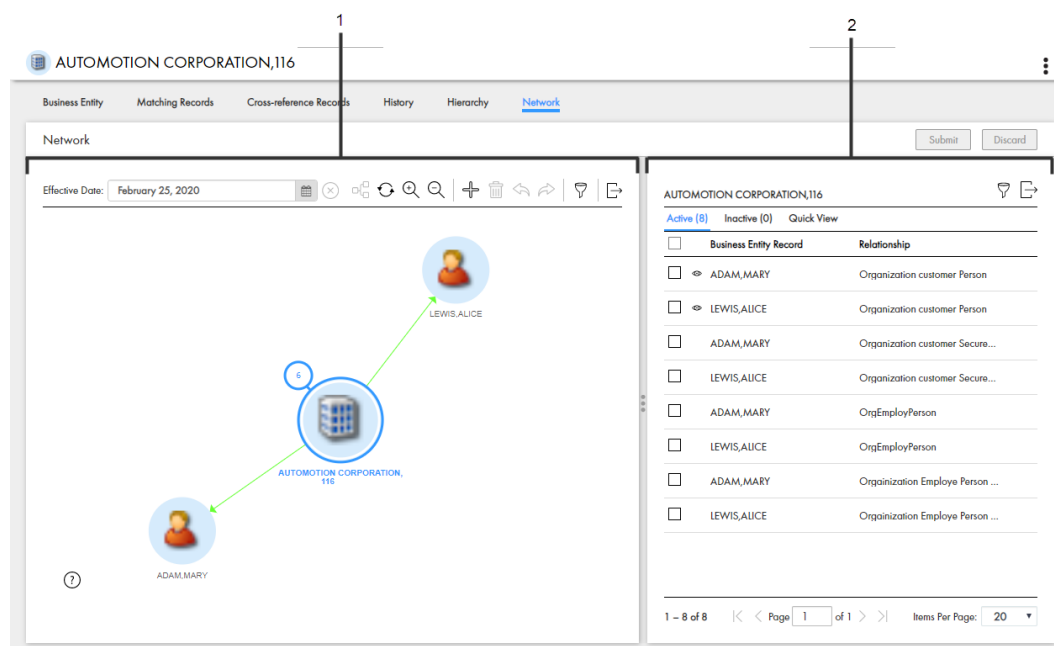 1
2
AUTOMOTION CORPORATION,116
Business Entity Matching Records Cross-reference Records History Hierarchy Network
Network
Submit Discard
Effective Date: February 25, 2020
AUTOMOTION CORPORATION,116
Active (8) Inactive (0) Quick View
Business Entity Record Relationship
ADAM,MARY Organization customer Person
LEWIS,ALICE Organization customer Person
ADAM,MARY Organization customer Secure...
LEWIS,ALICE Organization customer Secure...
ADAM,MARY OrgEmployPerson
LEWIS,ALICE OrgEmployPerson
ADAM,MARY Orgainization Employe Person ...
LEWIS,ALICE Orgainization Employe Person ...
1 – 8 of 8 Page 1 of 1 Items Per Page: 20
LEWIS,ALICE
6
AUTOMOTION CORPORATION,
116
ADAM,MARY
?